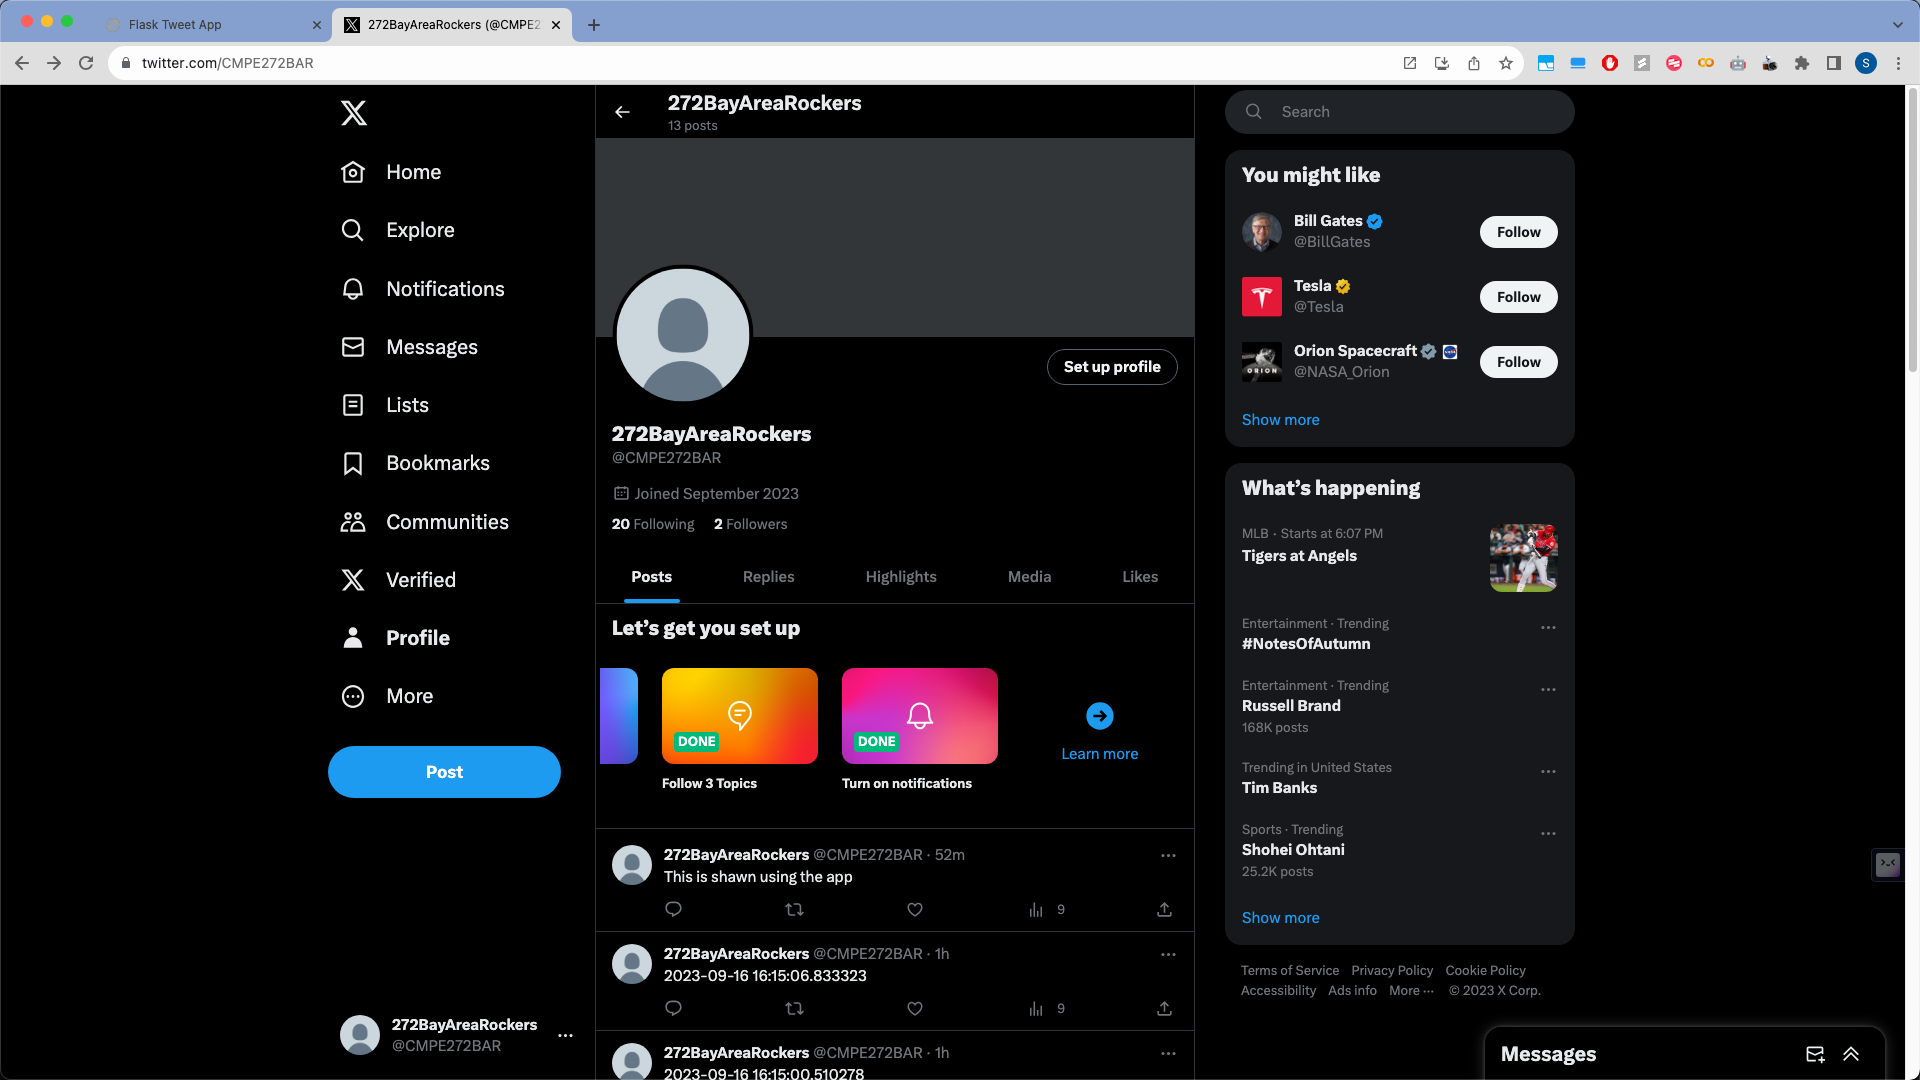 Flask Tweet App
272BayAreaRockers (@CMPE2
twitter.com/CMPE272BAR
S
Home
Explore
Notifications
Messages
Lists
Bookmarks
Communities
Verified
Profile
More
Post
272BayAreaRockers
@CMPE272BAR
272BayAreaRockers
13 posts
Set up profile
272BayAreaRockers
@CMPE272BAR
Joined September 2023
20 Following 2 Followers
Posts Replies Highlights Media Likes
Let’s get you set up
DONE
Follow 3 Topics
DONE
Turn on notifications
Learn more
272BayAreaRockers @CMPE272BAR · 52m
This is shawn using the app
9
272BayAreaRockers @CMPE272BAR · 1h
2023-09-16 16:15:06.833323
9
272BayAreaRockers @CMPE272BAR · 1h
2023-09-16 16:15:00.510278
Search
You might like
Bill Gates
@BillGates
Follow
Tesla
@Tesla
Follow
ORION
Orion Spacecraft
@NASA_Orion
Follow
Show more
What’s happening
MLB · Starts at 6:07 PM
Tigers at Angels
Entertainment · Trending
#NotesOfAutumn
Entertainment · Trending
Russell Brand
168K posts
Trending in United States
Tim Banks
Sports · Trending
Shohei Ohtani
25.2K posts
Show more
Terms of Service Privacy Policy Cookie Policy
Accessibility Ads info More ··· © 2023 X Corp.
Messages